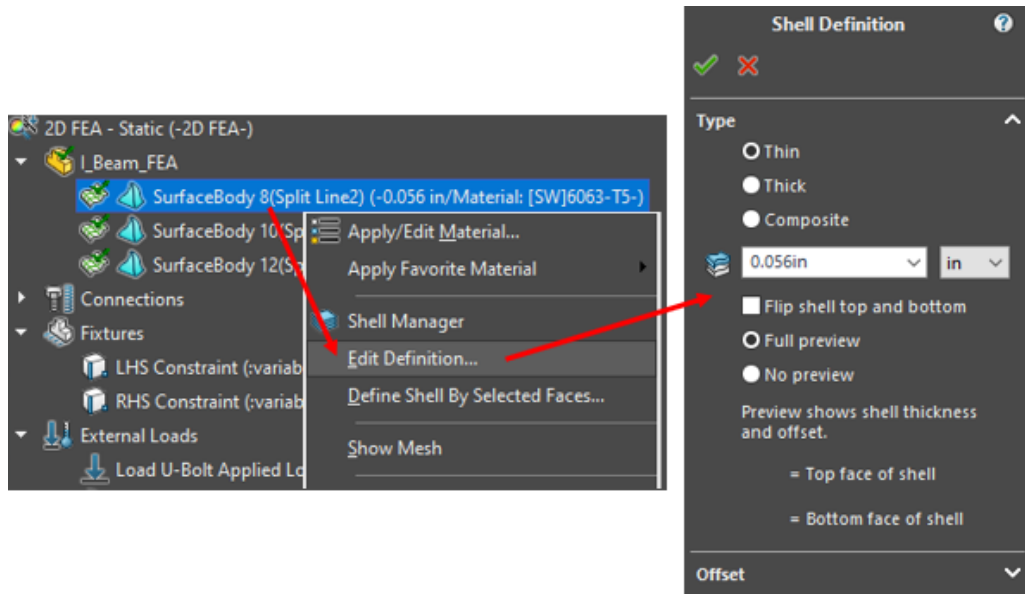 2D FEA - Static (-2D FEA-)
I_Beam_FEA
SurfaceBody 8(Split Line2) (-0.056 in/Material: [SW]6063-T5-)
SurfaceBody 10(Sp
SurfaceBody 12(Sp
Connections
Fixtures
LHS Constraint (:variab
RHS Constraint (:variab
External Loads
Load U-Bolt Applied Lo
Apply/Edit Material...
Apply Favorite Material
Shell Manager
Edit Definition...
Define Shell By Selected Faces...
Show Mesh
Shell Definition
?
Type
Thin
Thick
Composite
0.056in in
Flip shell top and bottom
Full preview
No preview
Preview shows shell thickness
and offset.
= Top face of shell
= Bottom face of shell
Offset